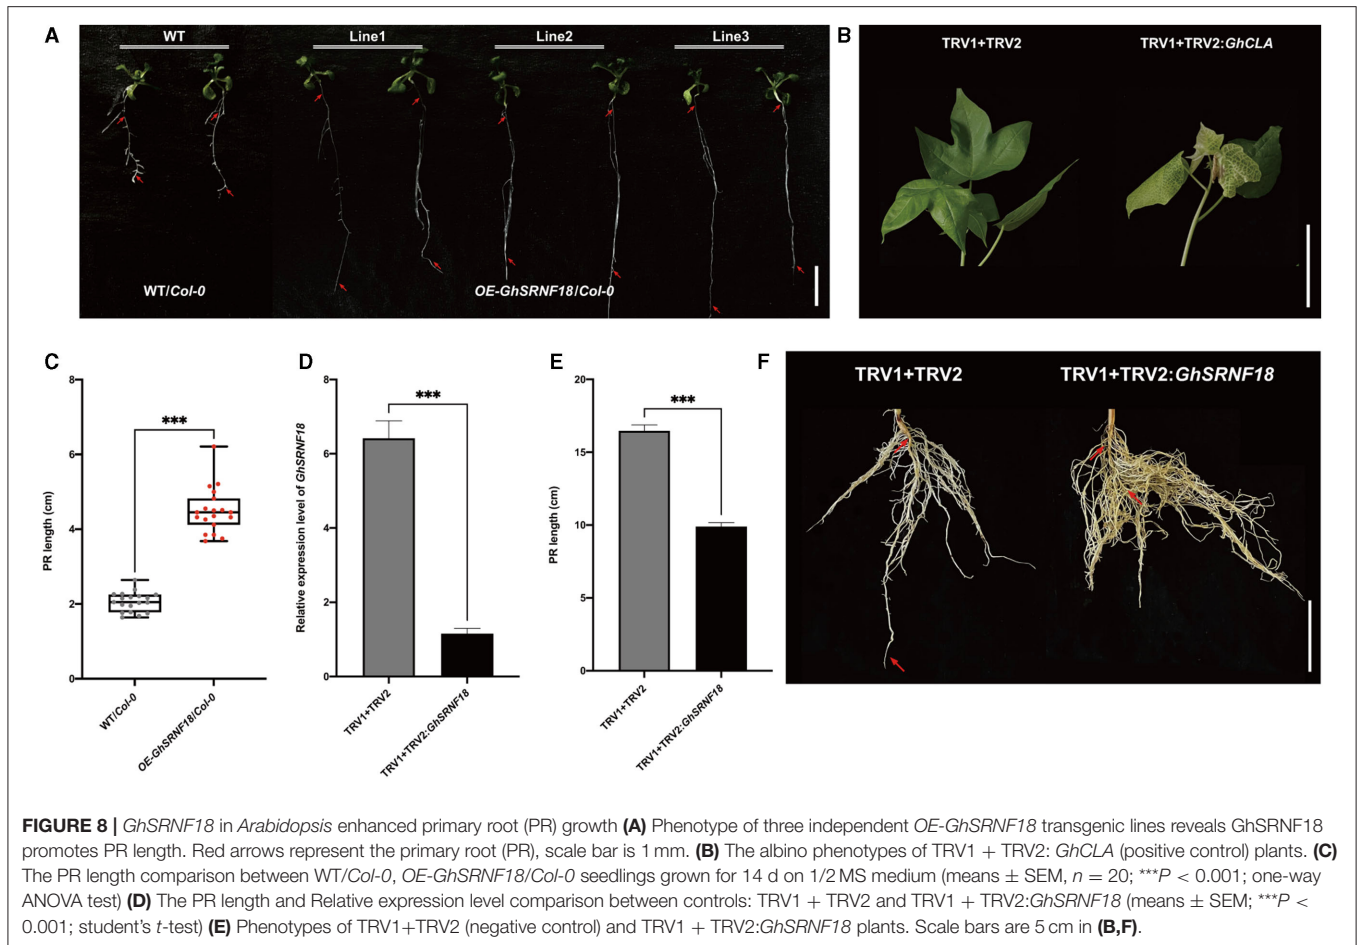 A
WT
Line1
Line2
Line3
WT/Col-0
OE-GhSRNF18/Col-0
B
TRV1+TRV2
TRV1+TRV2:GhCLA
C
8
6
4
2
0
PR length (cm)
***
WT/Col-0
OE-GhSRNF18/Col-0
D
8
6
4
2
0
Relative expression level of GhSRNF18
***
TRV1+TRV2
TRV1+TRV2:GhSRNF18
E
20
15
10
5
0
PR length (cm)
***
TRV1+TRV2
TRV1+TRV2:GhSRNF18
F
TRV1+TRV2
TRV1+TRV2:GhSRNF18
FIGURE 8 | GhSRNF18 in Arabidopsis enhanced primary root (PR) growth (A) Phenotype of three independent OE-GhSRNF18 transgenic lines reveals GhSRNF18
promotes PR length. Red arrows represent the primary root (PR), scale bar is 1 mm. (B) The albino phenotypes of TRV1 + TRV2: GhCLA (positive control) plants. (C)
The PR length comparison between WT/Col-0, OE-GhSRNF18/Col-0 seedlings grown for 14 d on 1/2 MS medium (means ± SEM, n = 20; ***P < 0.001; one-way
ANOVA test) (D) The PR length and Relative expression level comparison between controls: TRV1 + TRV2 and TRV1 + TRV2:GhSRNF18 (means ± SEM; ***P <
0.001; student's t-test) (E) Phenotypes of TRV1+TRV2 (negative control) and TRV1 + TRV2:GhSRNF18 plants. Scale bars are 5 cm in (B,F).